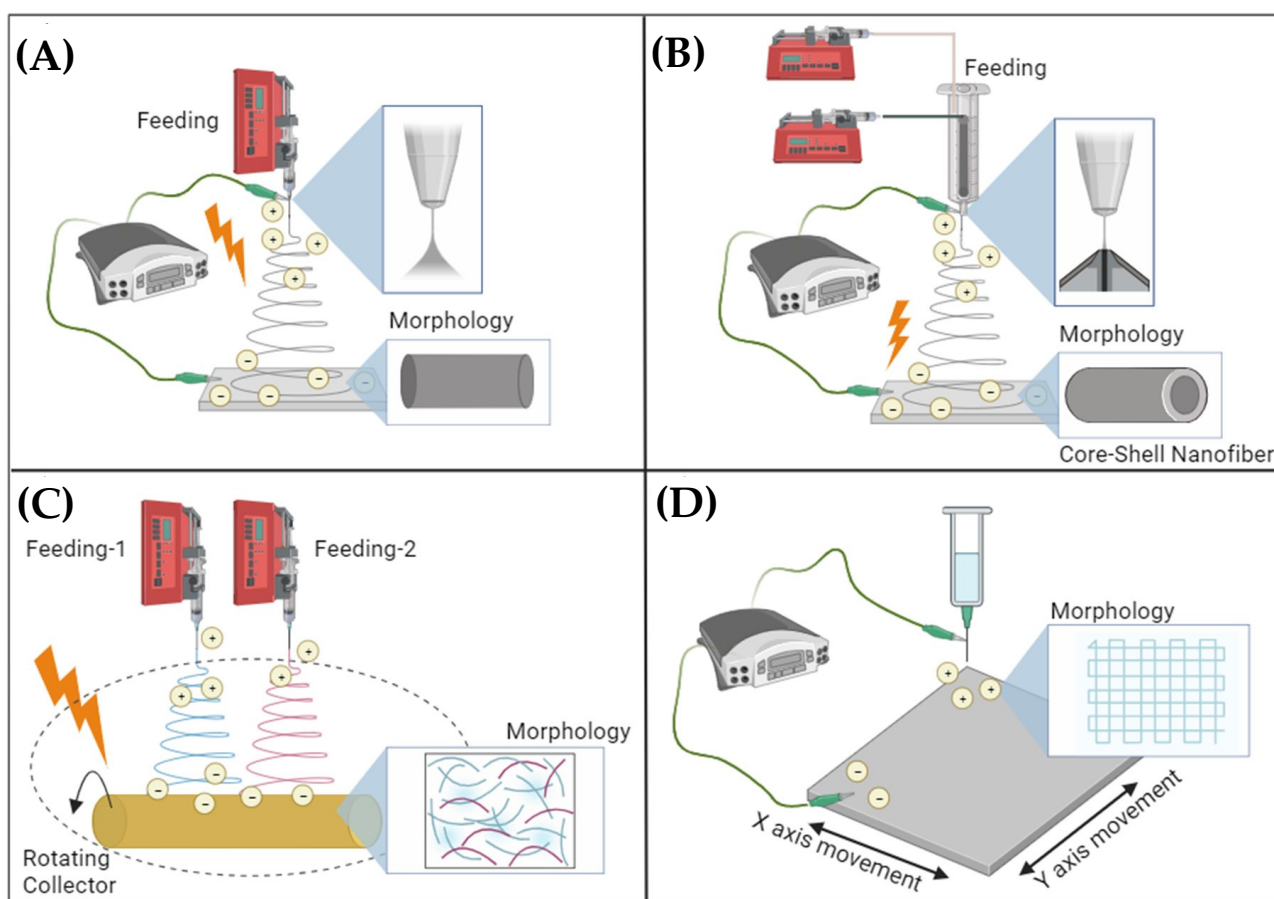 (A)
Feeding
Morphology
(B)
Feeding
Morphology
Core-Shell Nanofiber
(C)
Feeding-1
Feeding-2
Morphology
Rotating
Collector
(D)
Morphology
X axis movement
Y axis movement